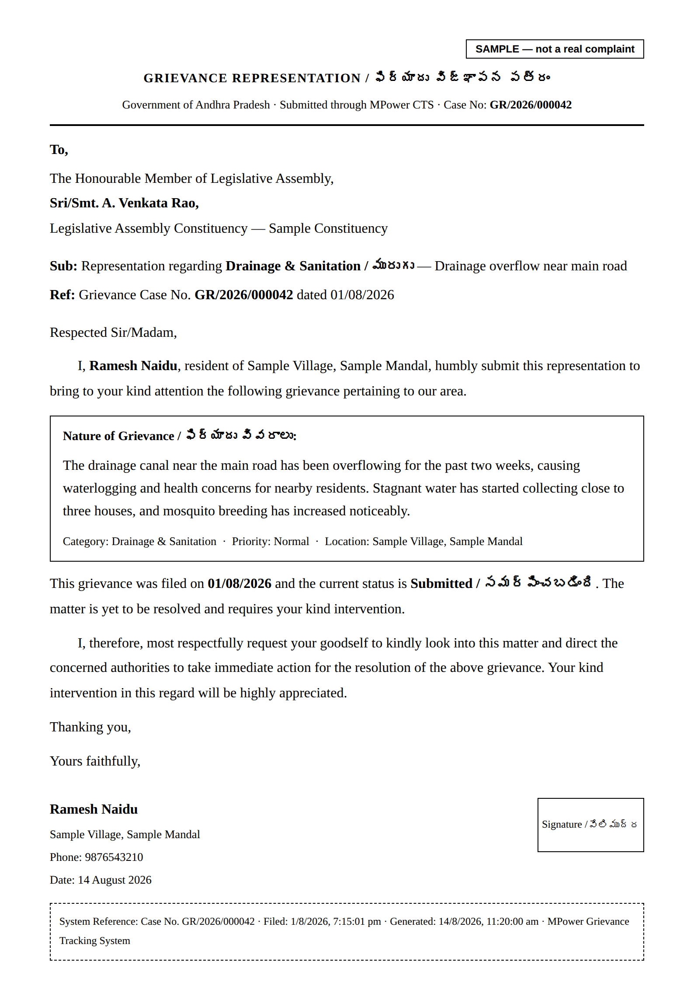 SAMPLE — not a real complaint
GRIEVANCE REPRESENTATION / ఫిర్యాదు విజ్ఞాపన పత్రం
Government of Andhra Pradesh · Submitted through MPower CTS · Case No: GR/2026/000042
To,
The Honourable Member of Legislative Assembly,
Sri/Smt. A. Venkata Rao,
Legislative Assembly Constituency — Sample Constituency
Sub: Representation regarding Drainage & Sanitation / మురుగు — Drainage overflow near main road
Ref: Grievance Case No. GR/2026/000042 dated 01/08/2026
Respected Sir/Madam,
I, Ramesh Naidu, resident of Sample Village, Sample Mandal, humbly submit this representation to
bring to your kind attention the following grievance pertaining to our area.
Nature of Grievance / ఫిర్యాదు వివరాలు:
The drainage canal near the main road has been overflowing for the past two weeks, causing
waterlogging and health concerns for nearby residents. Stagnant water has started collecting close to
three houses, and mosquito breeding has increased noticeably.
Category: Drainage & Sanitation · Priority: Normal · Location: Sample Village, Sample Mandal
This grievance was filed on 01/08/2026 and the current status is Submitted / సమర్పించబడింది. The
matter is yet to be resolved and requires your kind intervention.
I, therefore, most respectfully request your goodself to kindly look into this matter and direct the
concerned authorities to take immediate action for the resolution of the above grievance. Your kind
intervention in this regard will be highly appreciated.
Thanking you,
Yours faithfully,
Ramesh Naidu
Signature /వేలిముద్ర
Sample Village, Sample Mandal
Phone: 9876543210
Date: 14 August 2026
System Reference: Case No. GR/2026/000042 · Filed: 1/8/2026, 7:15:01 pm · Generated: 14/8/2026, 11:20:00 am · MPower Grievance
Tracking System